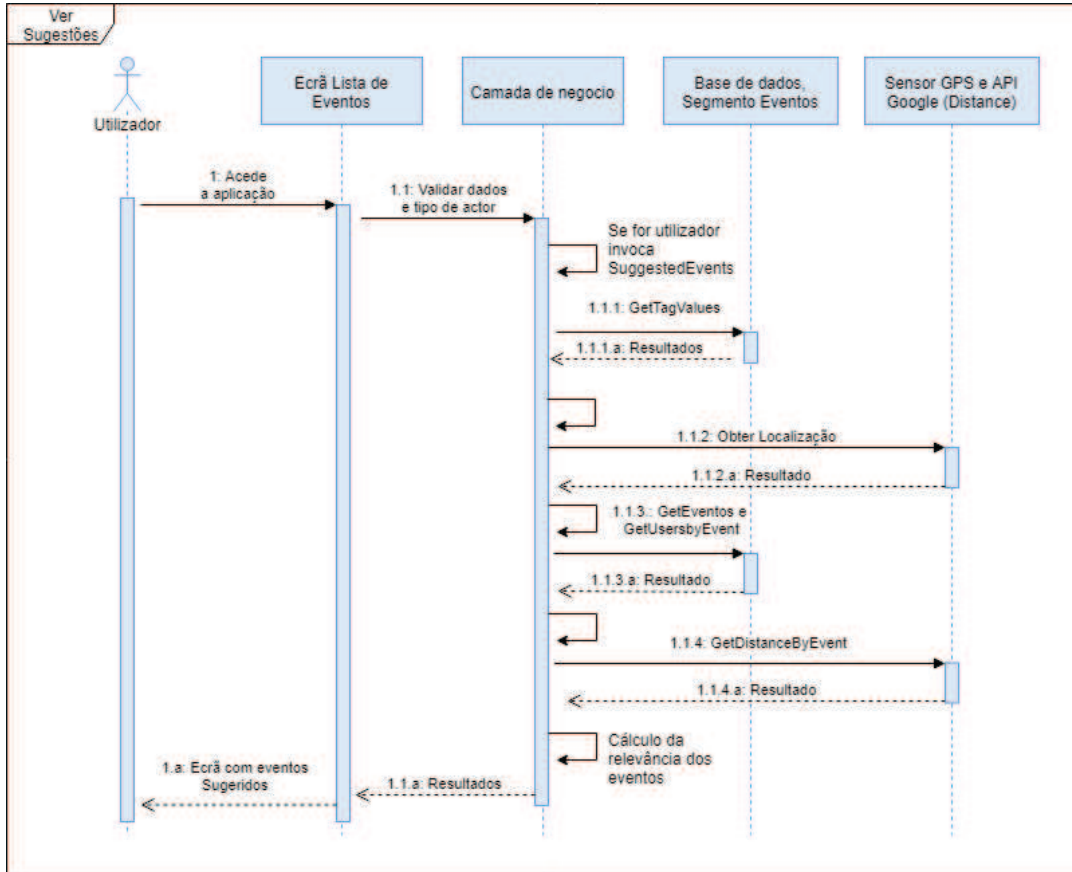 Ver
Sugestões
Ecrã Lista de
Eventos
Camada de negocio
Base de dados,
Segmento Eventos
Sensor GPS e API
Google (Distance)
Utilizador
1: Acede
a aplicação
1.1: Validar dados
e tipo de actor
Se for utilizador
invoca
SuggestedEvents
1.1.1: GetTagValues
1.1.1.a: Resultados
1.1.2: Obter Localização
1.1.2.a: Resultado
1.1.3.: GetEventos e
GetUsersbyEvent
1.1.3.a: Resultado
1.1.4: GetDistanceByEvent
1.1.4.a: Resultado
Cálculo da
relevância dos
eventos
1.a: Ecrã com eventos
Sugeridos
1.1.a: Resultados